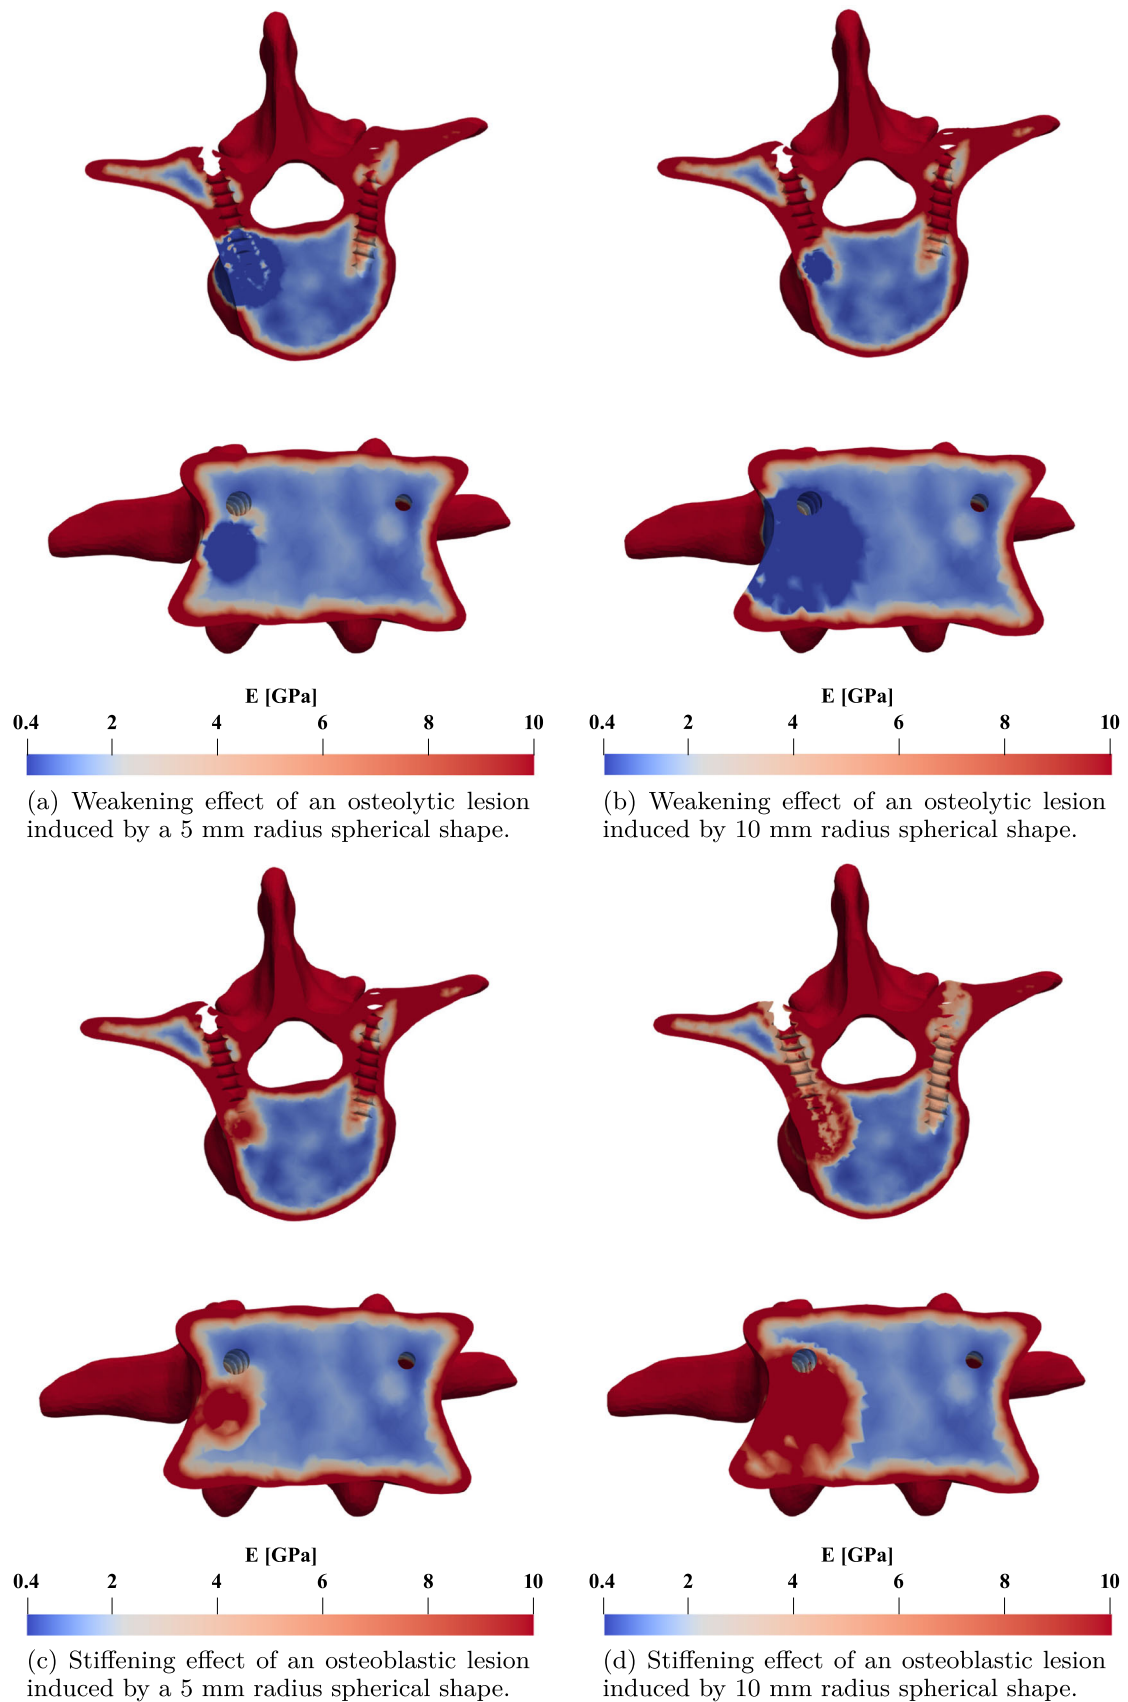 E [GPa]
0.4 2 4 6 8 10
(a) Weakening effect of an osteolytic lesion
induced by a 5 mm radius spherical shape.
E [GPa]
0.4 2 4 6 8 10
(b) Weakening effect of an osteolytic lesion
induced by 10 mm radius spherical shape.
E [GPa]
0.4 2 4 6 8 10
(c) Stiffening effect of an osteoblastic lesion
induced by a 5 mm radius spherical shape.
E [GPa]
0.4 2 4 6 8 10
(d) Stiffening effect of an osteoblastic lesion
induced by 10 mm radius spherical shape.